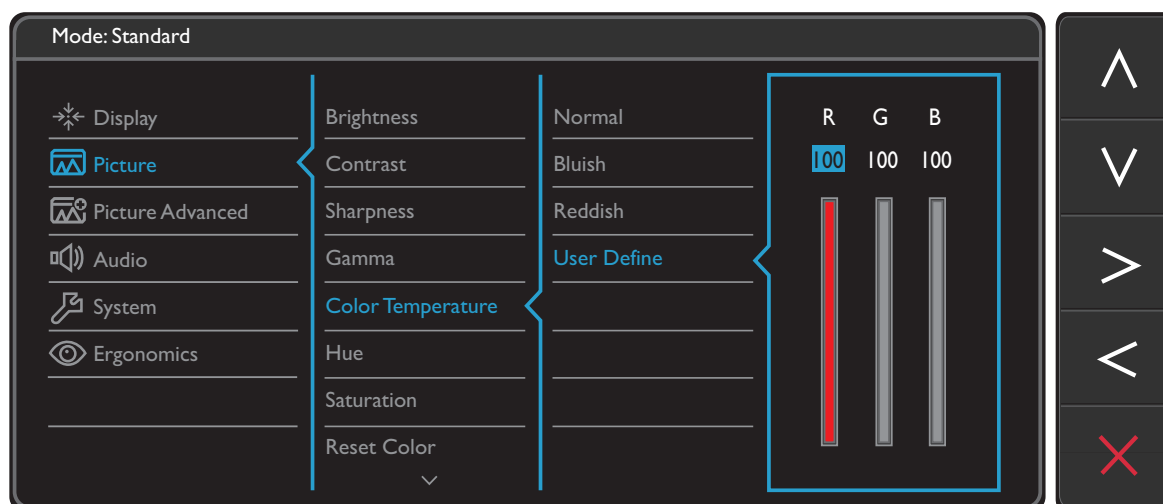 Mode: Standard
Display
Picture
Picture Advanced
Audio
System
Ergonomics
Brightness
Contrast
Sharpness
Gamma
Color Temperature
Hue
Saturation
Reset Color
Normal
Bluish
Reddish
User Define
R G B
100 100 100